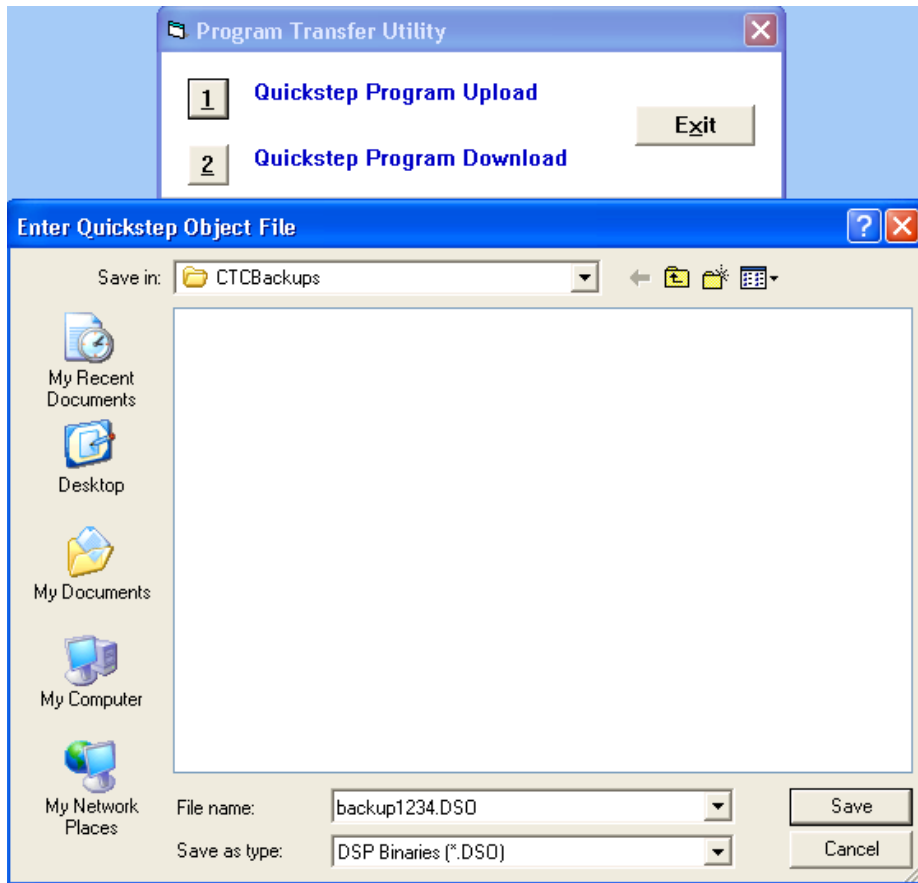 Program Transfer Utility
1 Quickstep Program Upload
Exit
2 Quickstep Program Download
Enter Quickstep Object File
Save in: CTCBackups
My Recent
Documents
Desktop
My Documents
My Computer
My Network
Places
File name: backup1234.DSO Save
Save as type: DSP Binaries (*.DSO) Cancel